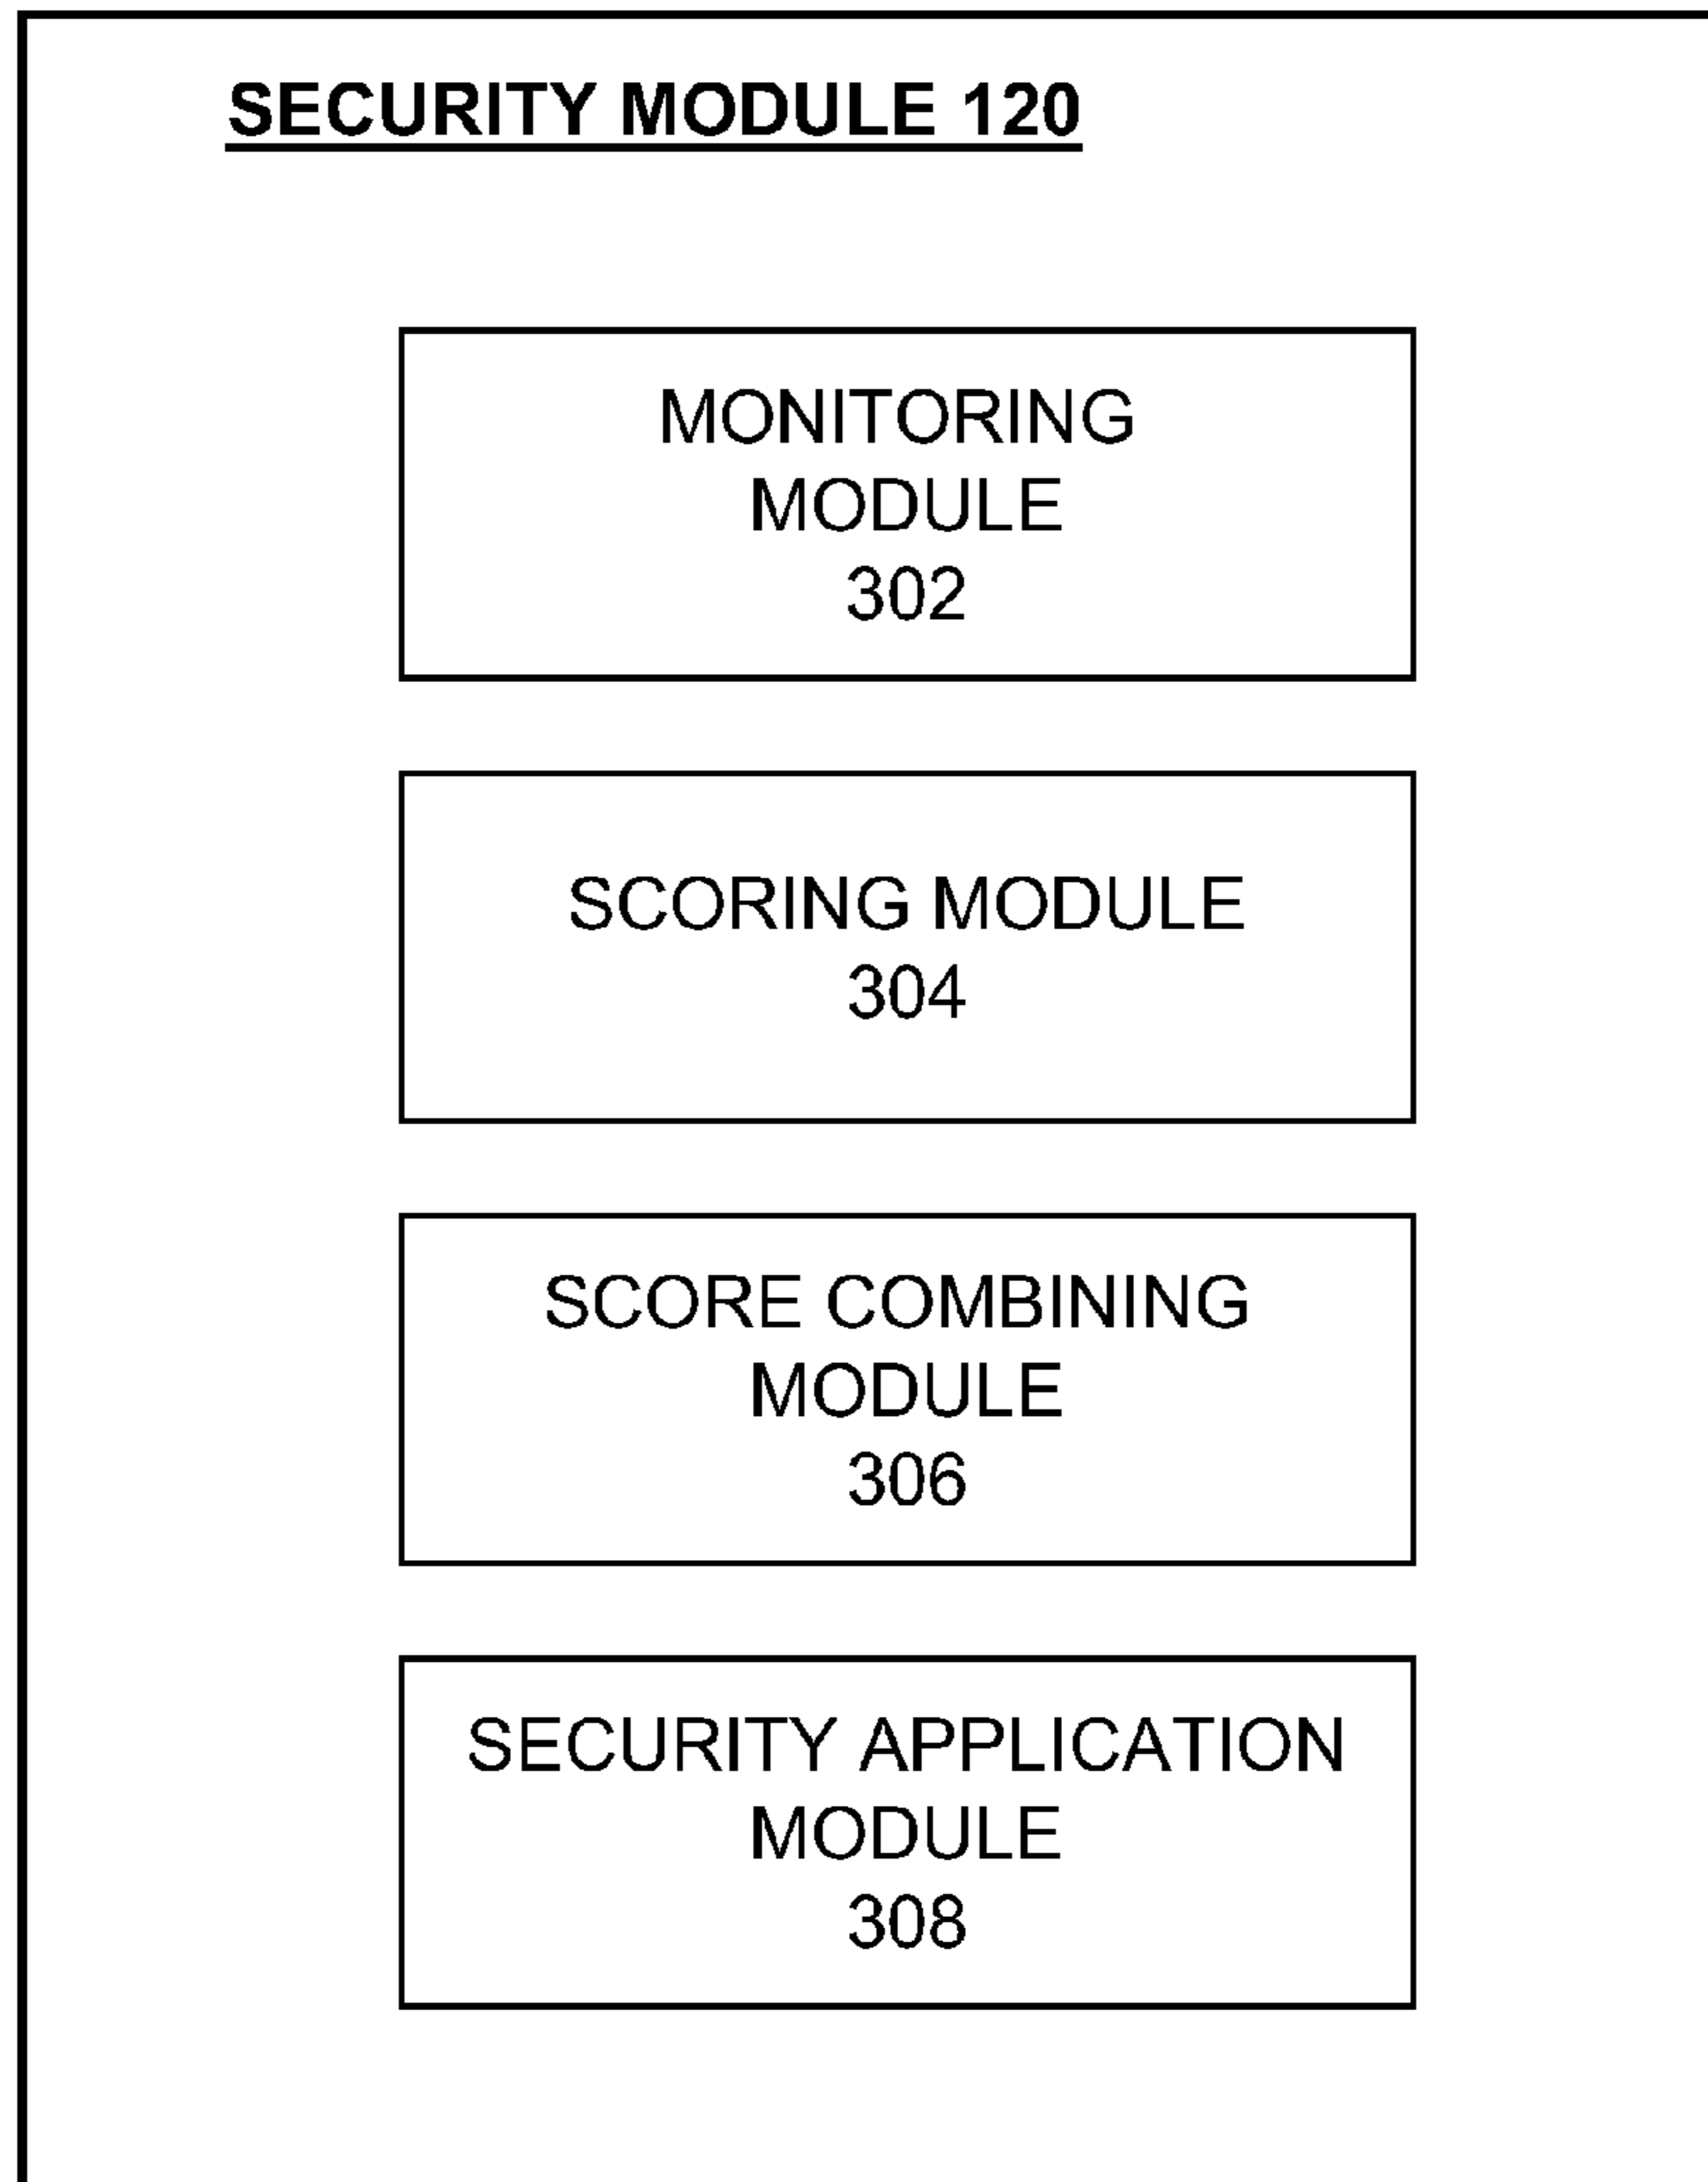 SECURITY MODULE 120
MONITORING
MODULE
302
SCORING MODULE
304
SCORE COMBINING
MODULE
306
SECURITY APPLICATION
MODULE
308